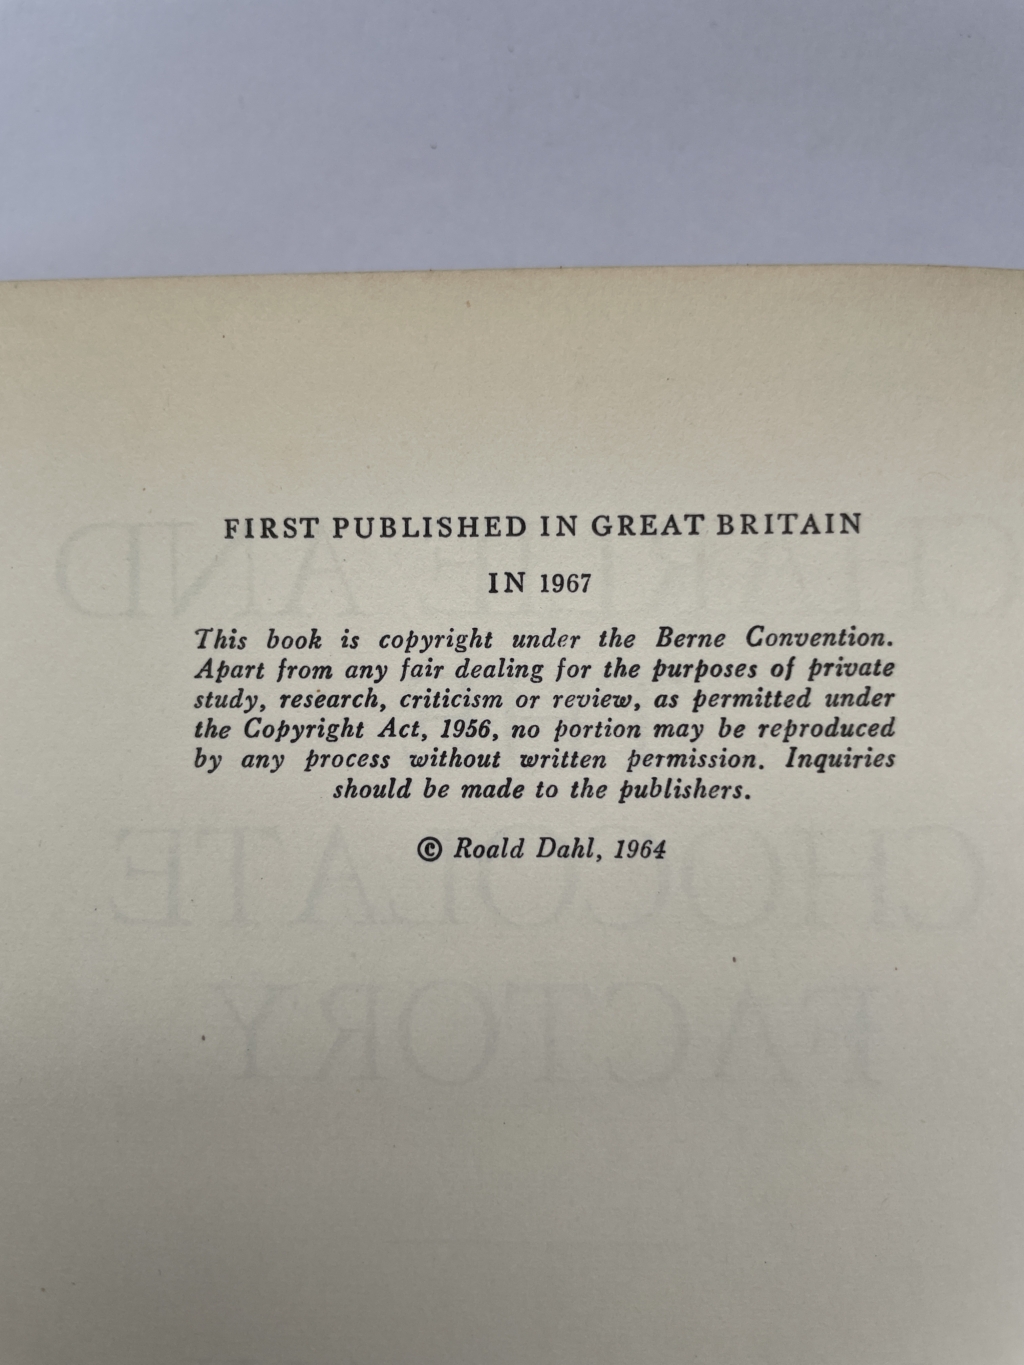 FIRST PUBLISHED IN GREAT BRITAIN
IN 1967
This book is copyright under the Berne Convention.
Apart from any fair dealing for the purposes of private
study, research, criticism or review, as permitted under
the Copyright Act, 1956, no portion may be reproduced
by any process without written permission. Inquiries
should be made to the publishers.
© Roald Dahl, 1964